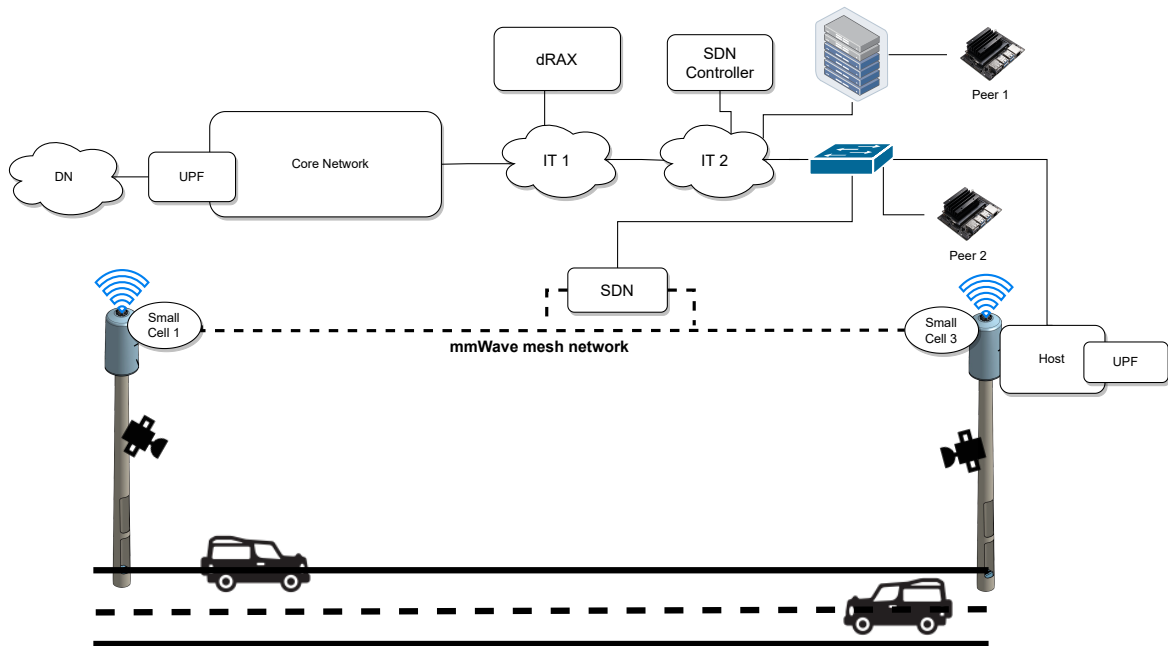 dRAX
SDN
Controller
Peer 1
Core Network
IT 1
IT 2
DN
UPF
Peer 2
SDN
Small
Cell 1
Small
Cell 3
mmWave mesh network
Host
UPF